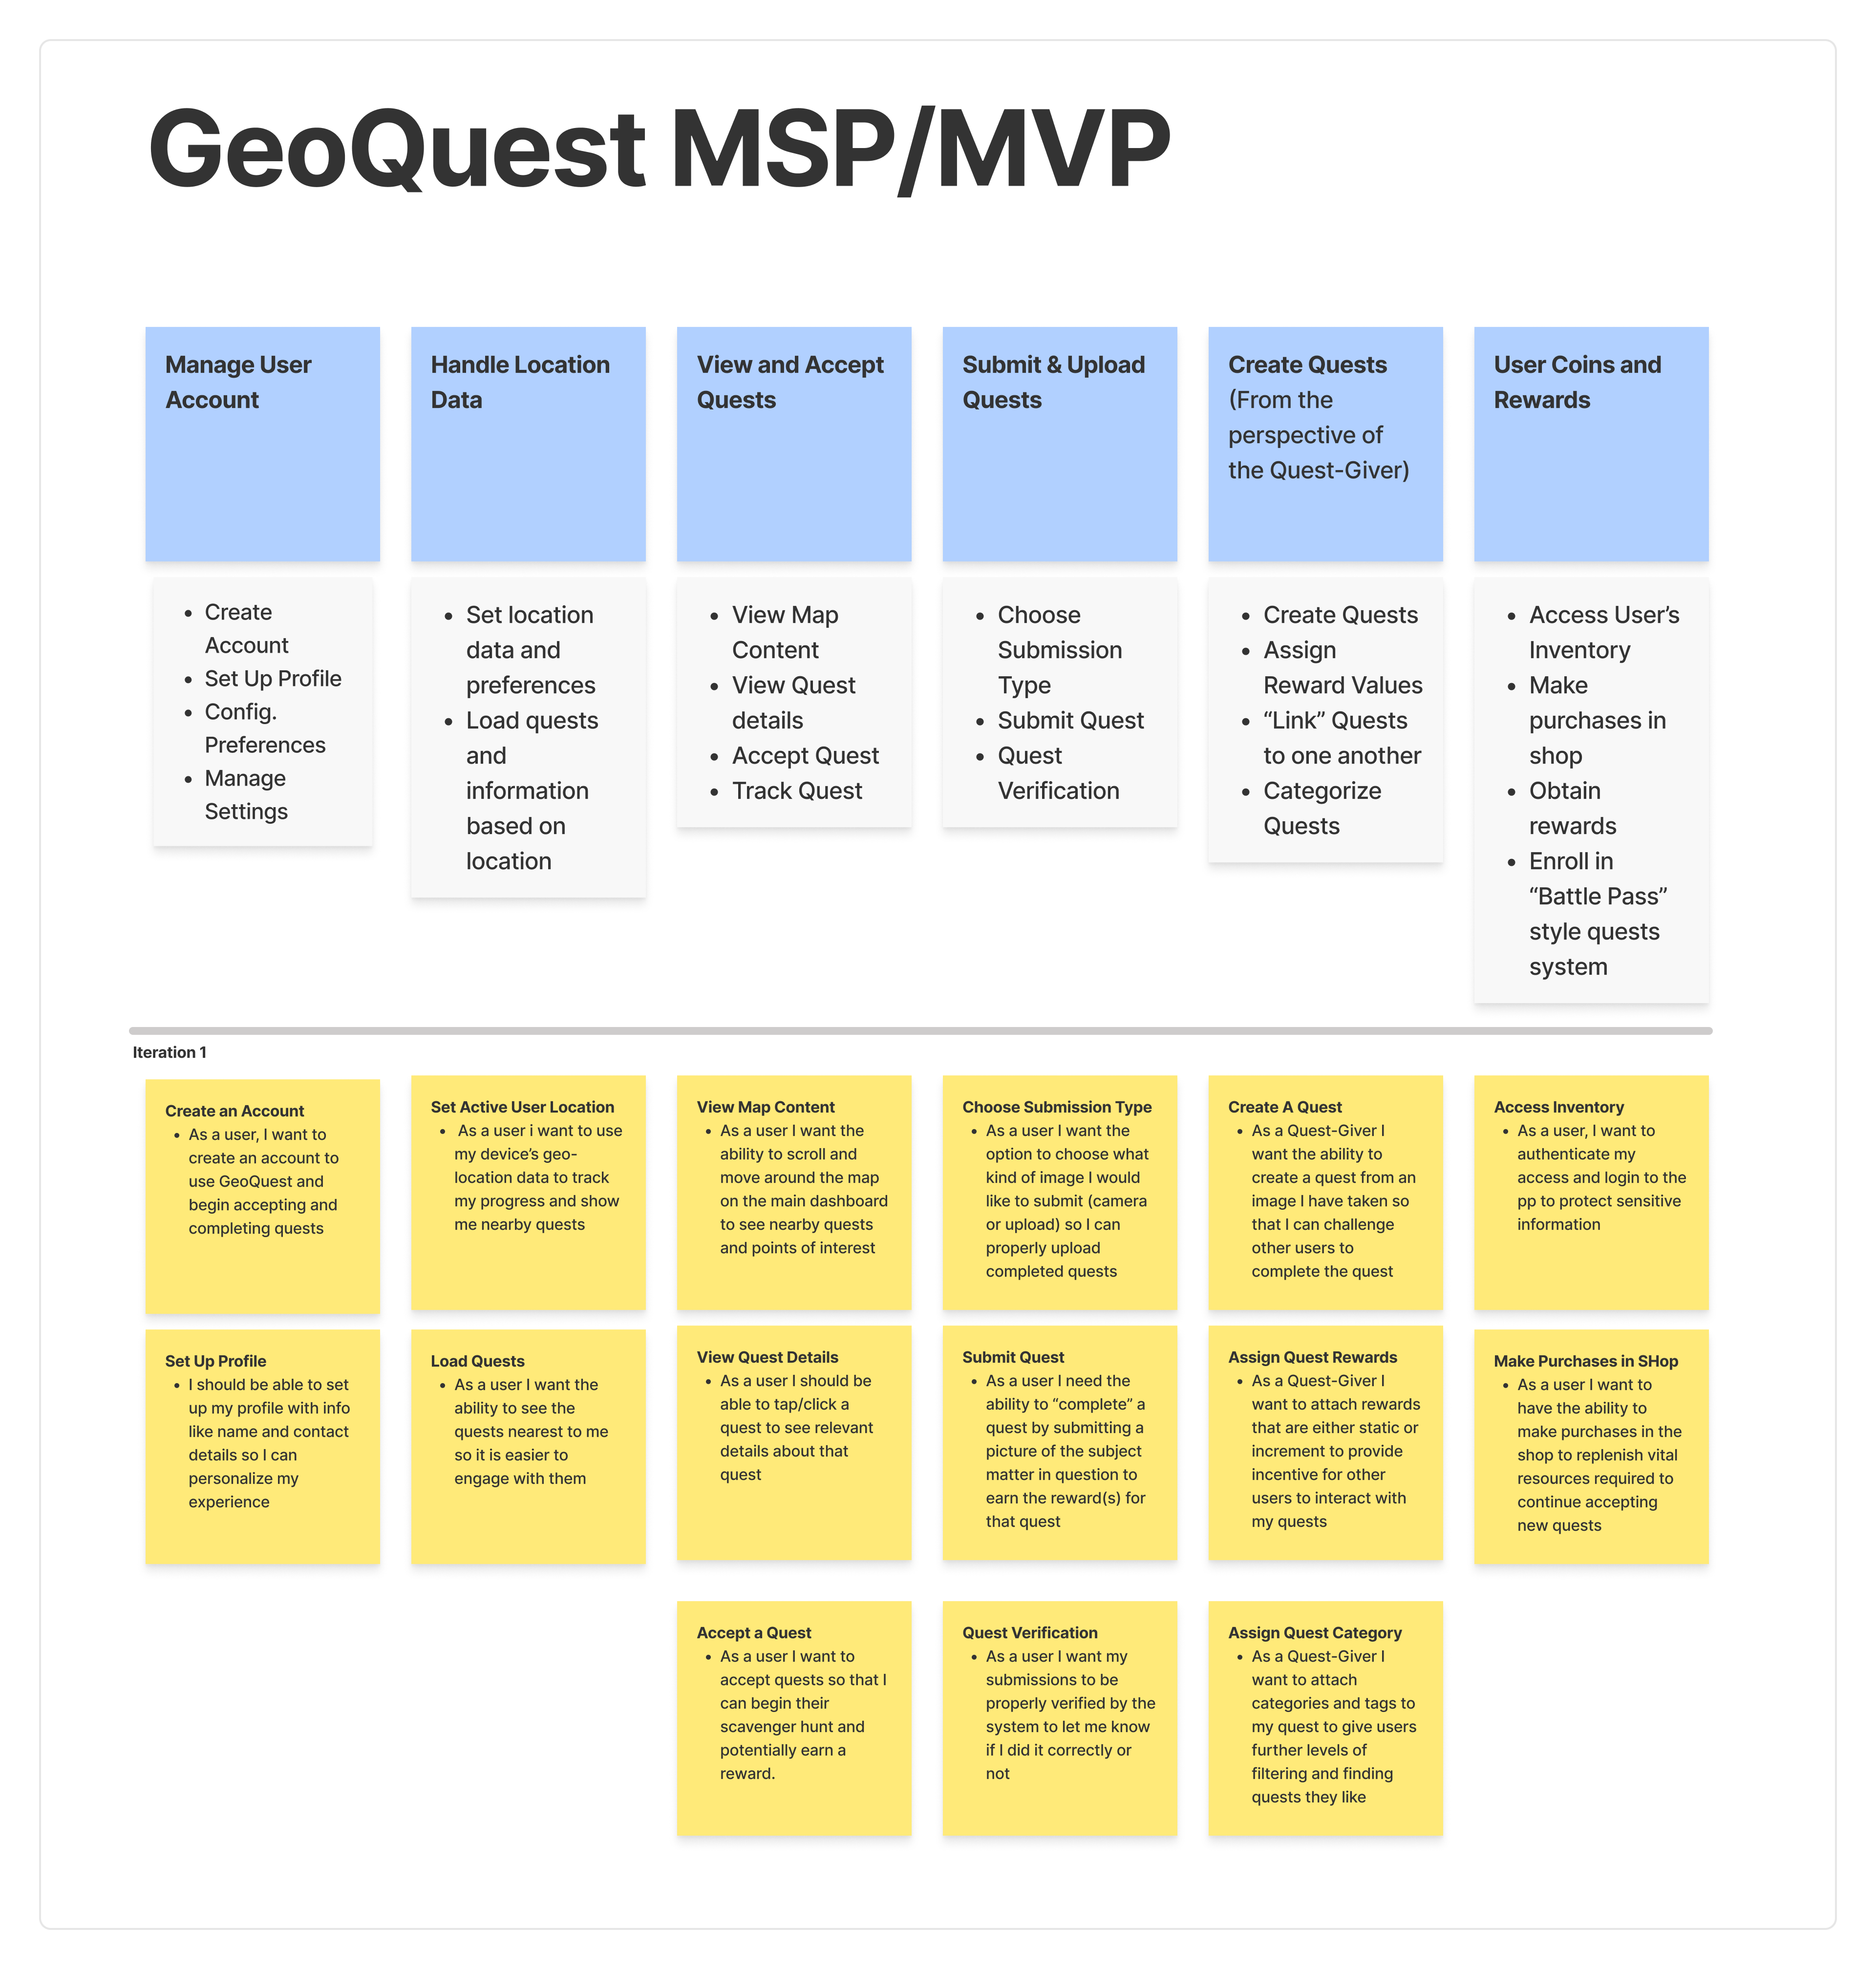 GeoQuest MSP/MVP
Manage User
Account
Handle Location
Data
View and Accept
Quests
Submit & Upload
Quests
Create Quests
(From the
perspective of
the Quest-Giver)
User Coins and
Rewards
• Create
Account
• Set Up Profile
• Config.
Preferences
• Manage
Settings
• Set location
data and
preferences
• Load quests
and
information
based on
location
• View Map
Content
• View Quest
details
• Accept Quest
• Track Quest
• Choose
Submission
Type
• Submit Quest
• Quest
Verification
• Create Quests
• Assign
Reward Values
• “Link” Quests
to one another
• Categorize
Quests
• Access User’s
Inventory
• Make
purchases in
shop
• Obtain
rewards
• Enroll in
“Battle Pass”
style quests
system
Iteration 1
Create an Account
• As a user, I want to
create an account to
use GeoQuest and
begin accepting and
completing quests
Set Active User Location
• As a user i want to use
my device’s geo-
location data to track
my progress and show
me nearby quests
View Map Content
• As a user I want the
ability to scroll and
move around the map
on the main dashboard
to see nearby quests
and points of interest
Choose Submission Type
• As a user I want the
option to choose what
kind of image I would
like to submit (camera
or upload) so I can
properly upload
completed quests
Create A Quest
• As a Quest-Giver I
want the ability to
create a quest from an
image I have taken so
that I can challenge
other users to
complete the quest
Access Inventory
• As a user, I want to
authenticate my
access and login to the
pp to protect sensitive
information
Set Up Profile
• I should be able to set
up my profile with info
like name and contact
details so I can
personalize my
experience
Load Quests
• As a user I want the
ability to see the
quests nearest to me
so it is easier to
engage with them
View Quest Details
• As a user I should be
able to tap/click a
quest to see relevant
details about that
quest
Submit Quest
• As a user I need the
ability to “complete” a
quest by submitting a
picture of the subject
matter in question to
earn the reward(s) for
that quest
Assign Quest Rewards
• As a Quest-Giver I
want to attach rewards
that are either static or
increment to provide
incentive for other
users to interact with
my quests
Make Purchases in SHop
• As a user I want to
have the ability to
make purchases in the
shop to replenish vital
resources required to
continue accepting
new quests
Accept a Quest
• As a user I want to
accept quests so that I
can begin their
scavenger hunt and
potentially earn a
reward.
Quest Verification
• As a user I want my
submissions to be
properly verified by the
system to let me know
if I did it correctly or
not
Assign Quest Category
• As a Quest-Giver I
want to attach
categories and tags to
my quest to give users
further levels of
filtering and finding
quests they like